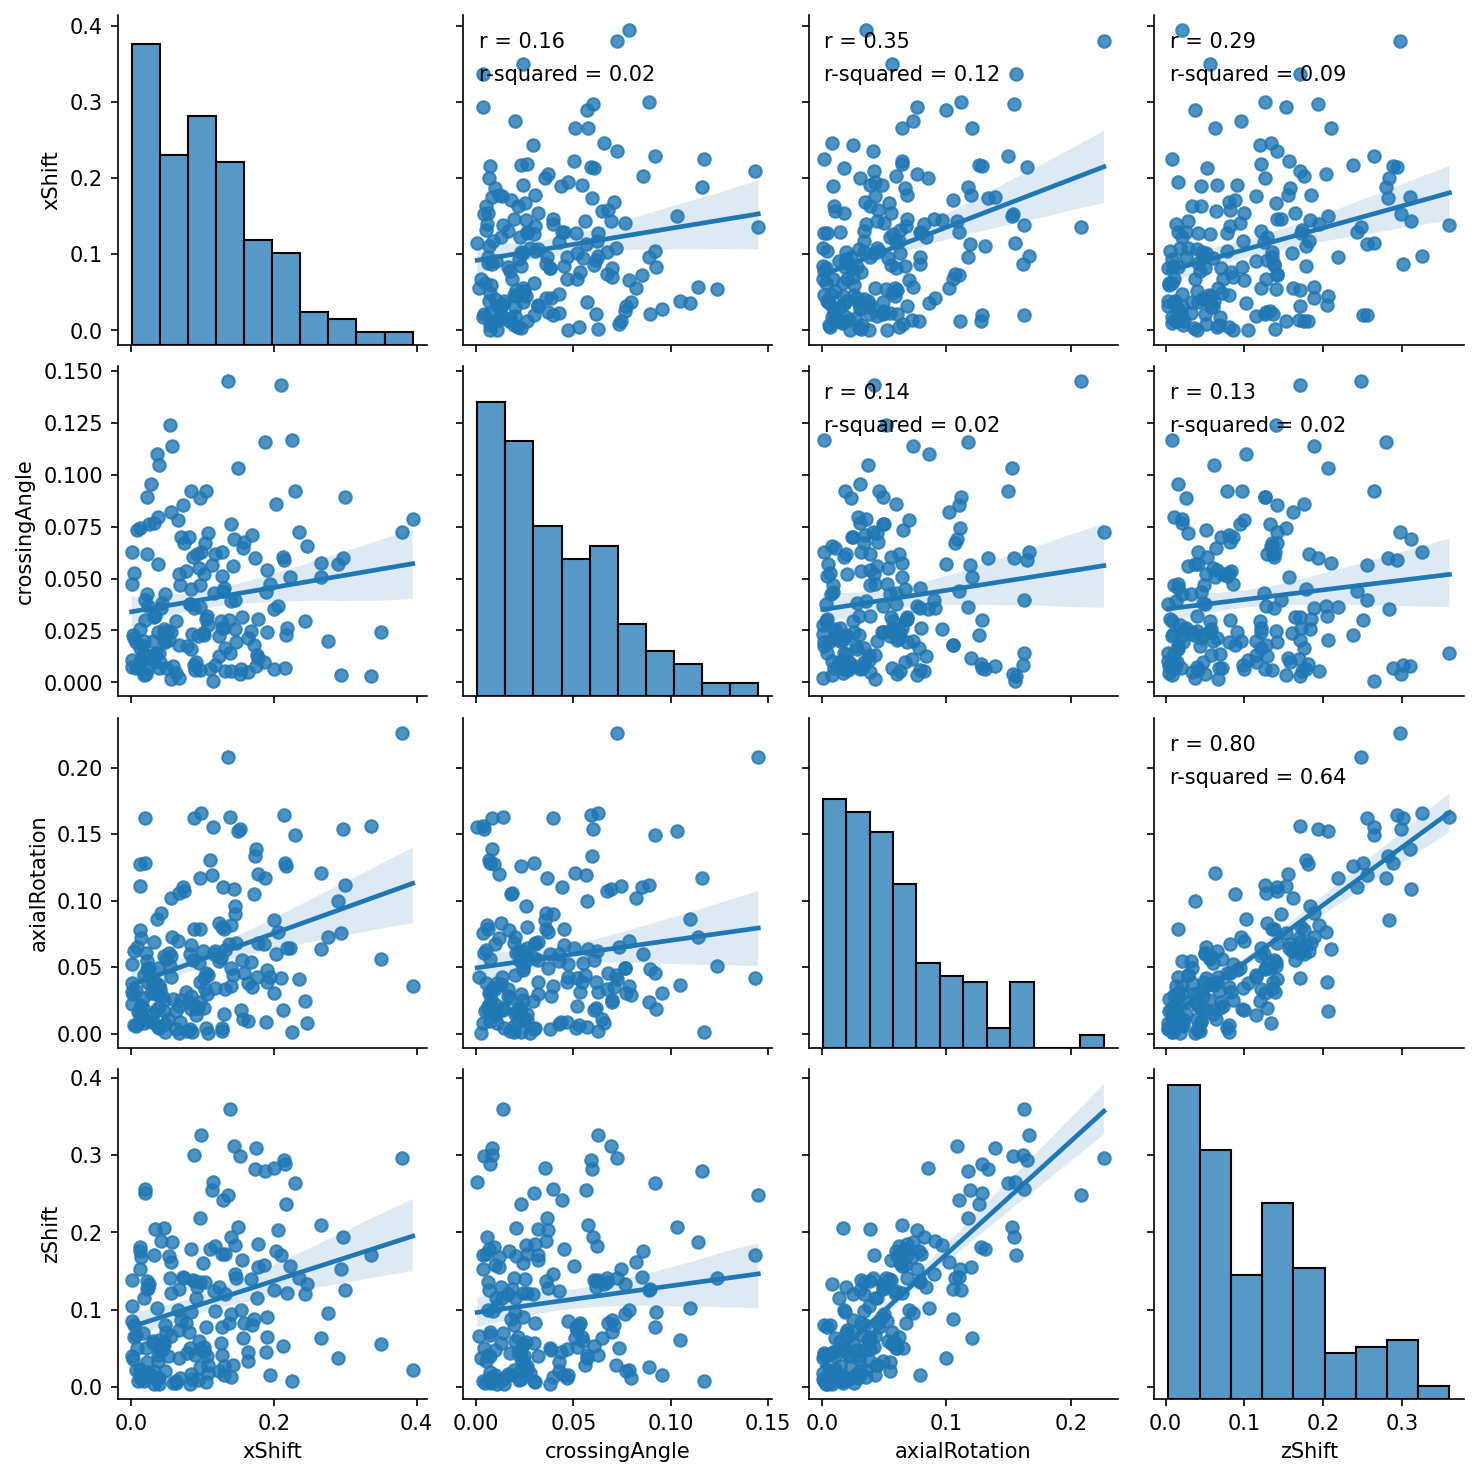 0.4
0.3
0.2
0.1
0.0
xShift
r = 0.16
r-squared = 0.02
r = 0.35
r-squared = 0.12
r = 0.29
r-squared = 0.09
0.150
0.125
0.100
0.075
0.050
0.025
0.000
crossingAngle
r = 0.14
r-squared = 0.02
r = 0.13
r-squared = 0.02
0.20
0.15
0.10
0.05
0.00
axialRotation
r = 0.80
r-squared = 0.64
0.4
0.3
0.2
0.1
0.0
zShift
0.0 0.2 0.4
0.00 0.05 0.10 0.15
0.0 0.1 0.2
0.0 0.1 0.2 0.3
xShift
crossingAngle
axialRotation
zShift